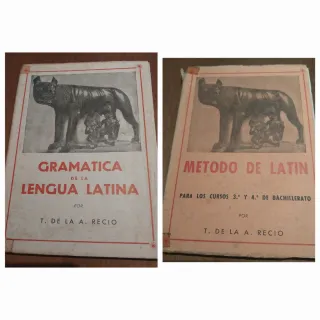 GRAMATICA
DE LA
LENGUA LATINA
POR
T. DE LA A. RECIO
METODO DE LATIN
PARA LOS CURSOS 3.º Y 4.º DE BACHILLERATO
POR
T. DE LA A. RECIO